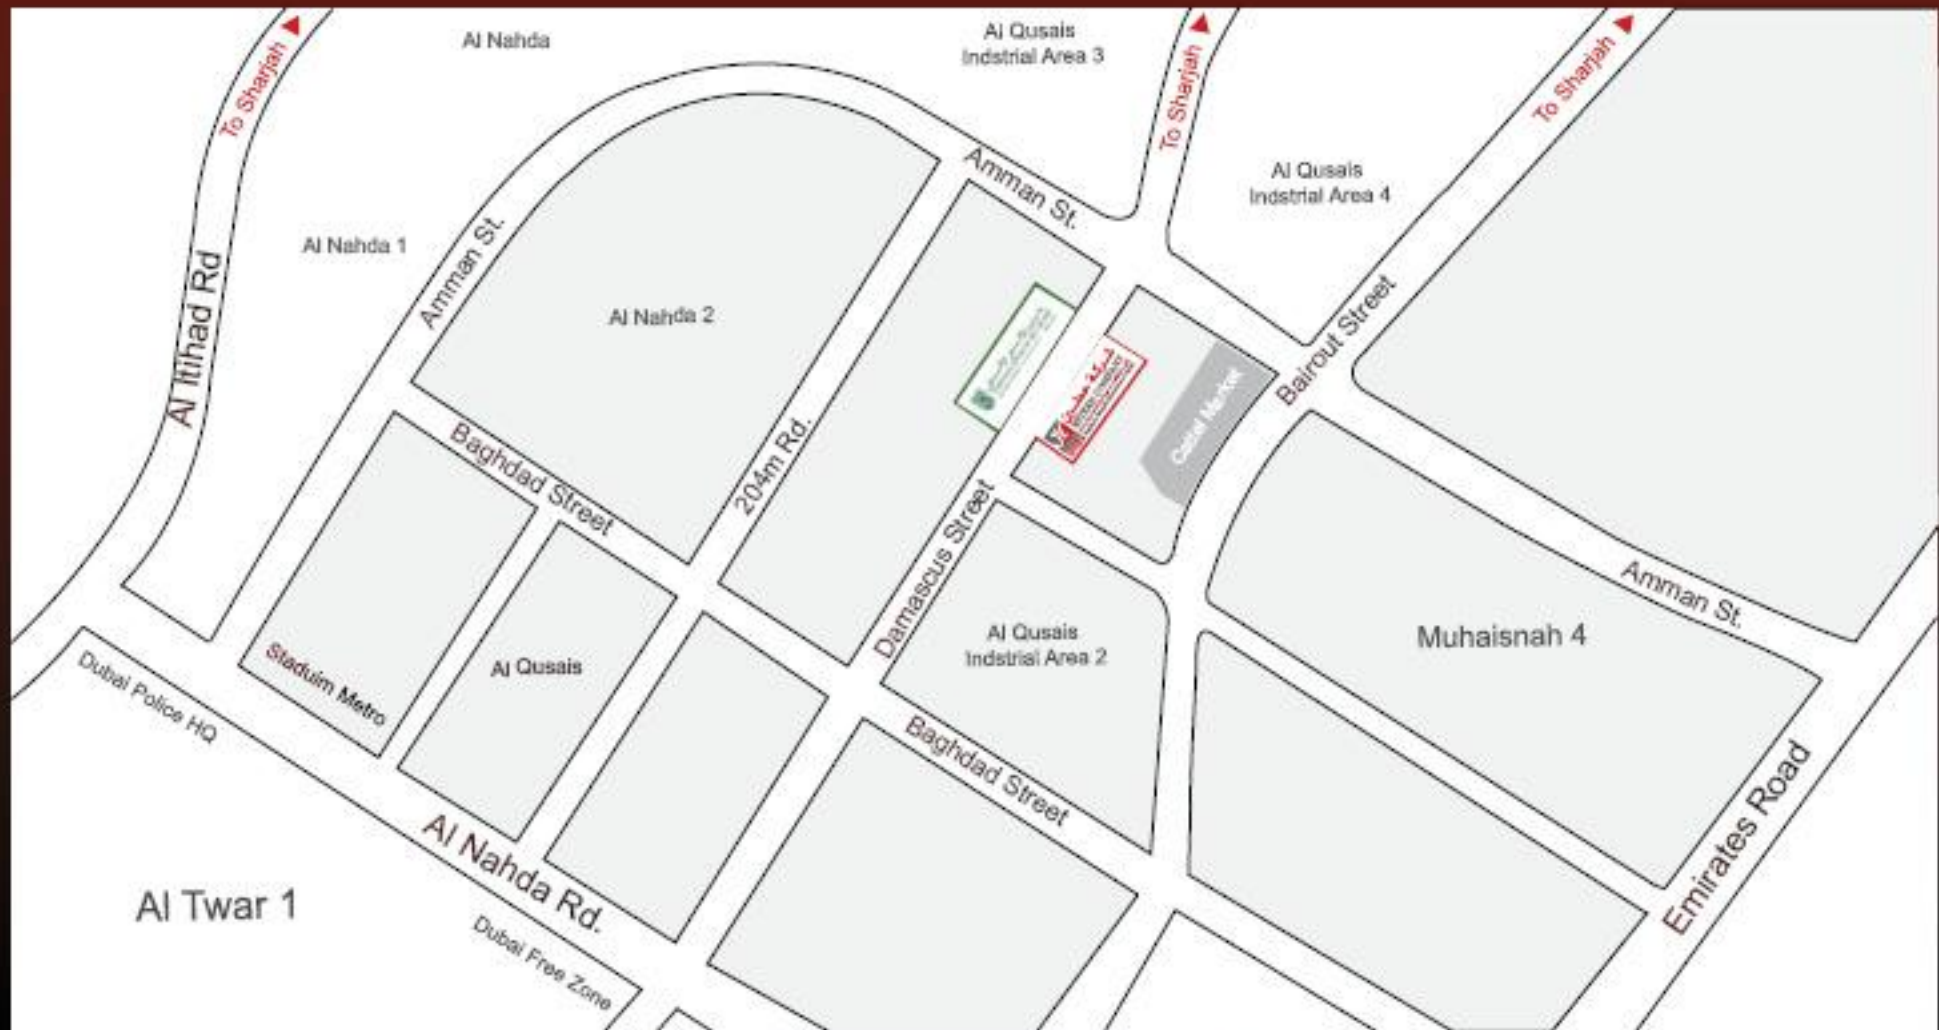 To Sharjah
Al Nahda
Al Qusais
Indstrial Area 3
To Sharjah
To Sharjah
Amman St.
Al Qusais
Indstrial Area 4
Al Nahda 1
Amman St.
Al Itihad Rd
Al Nahda 2
Bairout Street
Baghdad Street
204m Rd.
Damascus Street
Amman St.
Al Qusais
Indstrial Area 2
Muhaisnah 4
Staduim Metro
Al Qusais
Dubai Police HQ
Baghdad Street
Emirates Road
Al Nahda Rd.
Al Twar 1
Dubai Free Zone